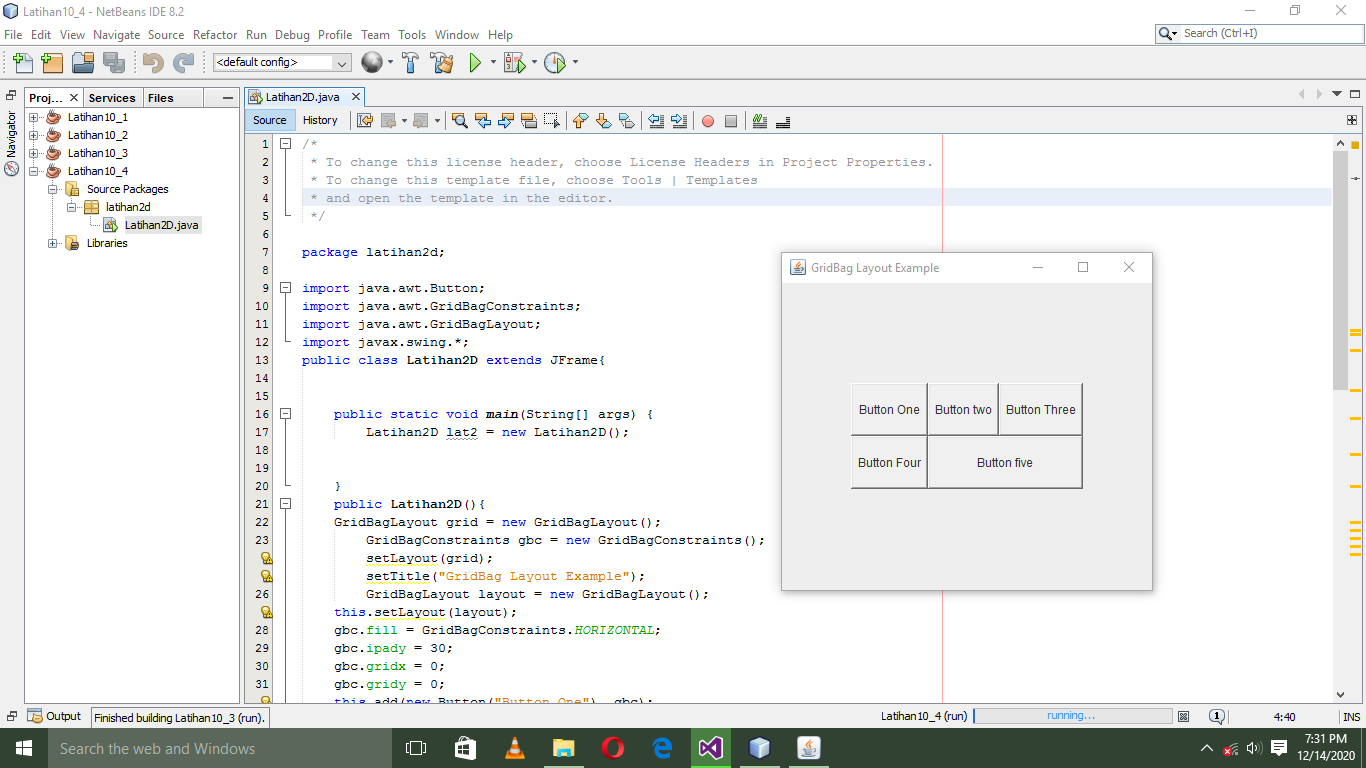 Latihan10_4 - NetBeans IDE 8.2
File Edit View Navigate Source Refactor Run Debug Profile Team Tools Window Help
Search (Ctrl+I)
<default config>
Proj... Services Files
Navigator
Latihan10_1
Latihan10_2
Latihan10_3
Latihan10_4
Source Packages
latihan2d
Latihan2D.java
Libraries
Latihan2D.java
Source History
1 /*
2 * To change this license header, choose License Headers in Project Properties.
3 * To change this template file, choose Tools | Templates
4 * and open the template in the editor.
5 */
6
7 package latihan2d;
8
9 import java.awt.Button;
10 import java.awt.GridBagConstraints;
11 import java.awt.GridBagLayout;
12 import javax.swing.*;
13 public class Latihan2D extends JFrame{
14
15
16 public static void main(String[] args) {
17 Latihan2D lat2 = new Latihan2D();
18
19
20 }
21 public Latihan2D(){
22 GridBagLayout grid = new GridBagLayout();
23 GridBagConstraints gbc = new GridBagConstraints();
setLayout(grid);
setTitle("GridBag Layout Example");
26 GridBagLayout layout = new GridBagLayout();
this.setLayout(layout);
28 gbc.fill = GridBagConstraints.HORIZONTAL;
29 gbc.ipady = 30;
30 gbc.gridx = 0;
31 gbc.gridy = 0;
this.add(new Button("Button One"), gbc);
GridBag Layout Example
Button One Button two Button Three
Button Four Button five
Output
Finished building Latihan10_3 (run).
Latihan10_4 (run)
running...
1
4:40
INS
Search the web and Windows
7:31 PM
12/14/2020